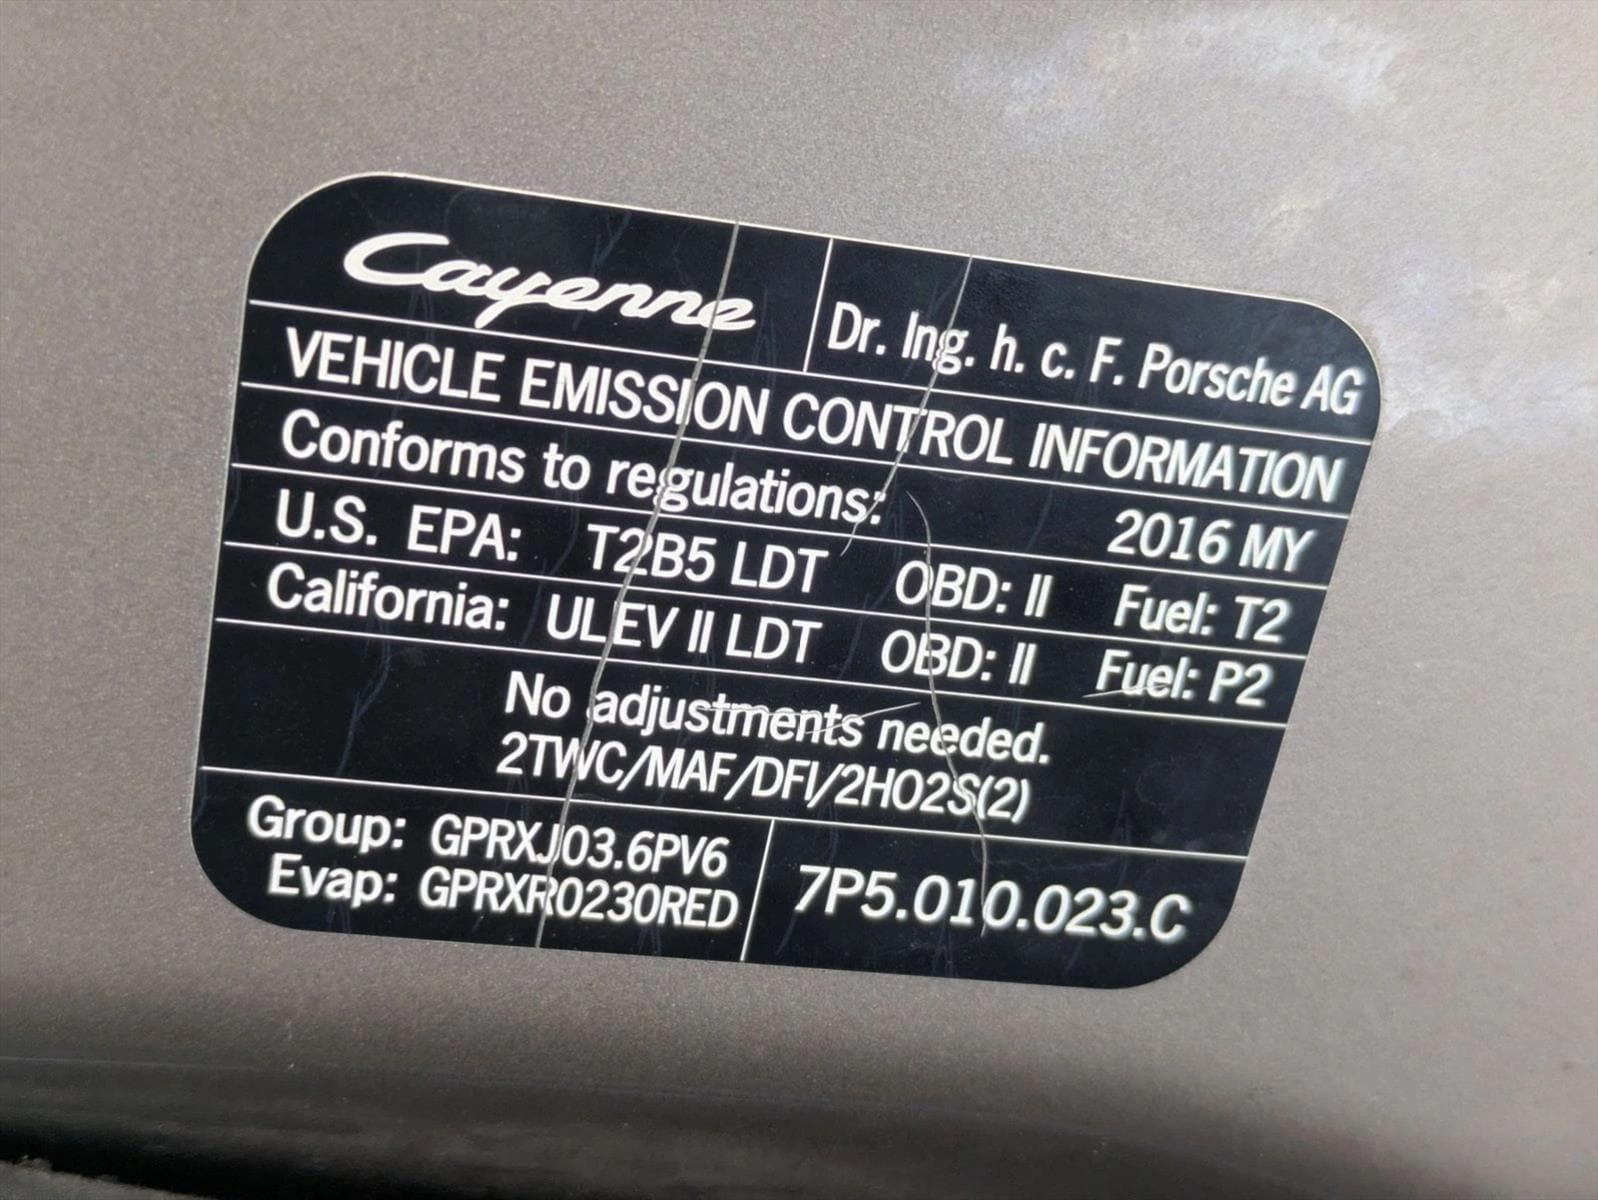 Cayenne
Dr. Ing. h. c. F. Porsche AG
VEHICLE EMISSION CONTROL INFORMATION
Conforms to regulations: 2016 MY
U.S. EPA: T2B5 LDT OBD: II Fuel: T2
California: ULEV II LDT OBD: II Fuel: P2
No adjustments needed.
2TWC/MAF/DFI/2HO2S(2)
Group: GPRXJ03.6PV6
Evap: GPRXR0230RED
7P5.010.023.C